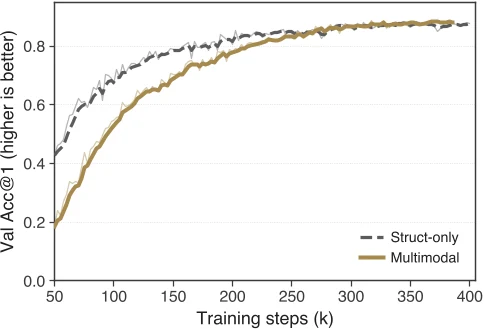 Val Acc@1 (higher is better)
0.8
0.6
0.4
0.2
0.0
Struct-only
Multimodal
50 100 150 200 250 300 350 400
Training steps (k)